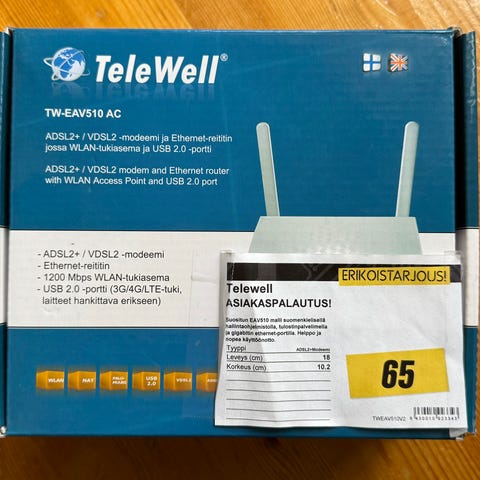 TeleWell®
TW-EAV510 AC
ADSL2+ / VDSL2 -modeemi ja Ethernet-reititin
jossa WLAN-tukiasema ja USB 2.0 -portti
ADSL2+ / VDSL2 modem and Ethernet router
with WLAN Access Point and USB 2.0 port
- ADSL2+ / VDSL2 -modeemi
- Ethernet-reititin
- 1200 Mbps WLAN-tukiasema
- USB 2.0 -portti (3G/4G/LTE-tuki,
laitteet hankittava erikseen)
WLAN
NAT
PALO-
MUURI
USB
2.0
VDSL2
ERIKOISTARJOUS!
Telewell
ASIAKASPALAUTUS!
Suositun EAV510 malli suomenkielisellä
hallintaohjelmistolla, tulostinpalvelimella
ja gigabitin ethernet-portilla. Helppo ja
nopea käyttöönotto.
Tyyppi ADSL2+Modeemi
Leveys (cm) 18
Korkeus (cm) 10.2
65
TWEAV510V2